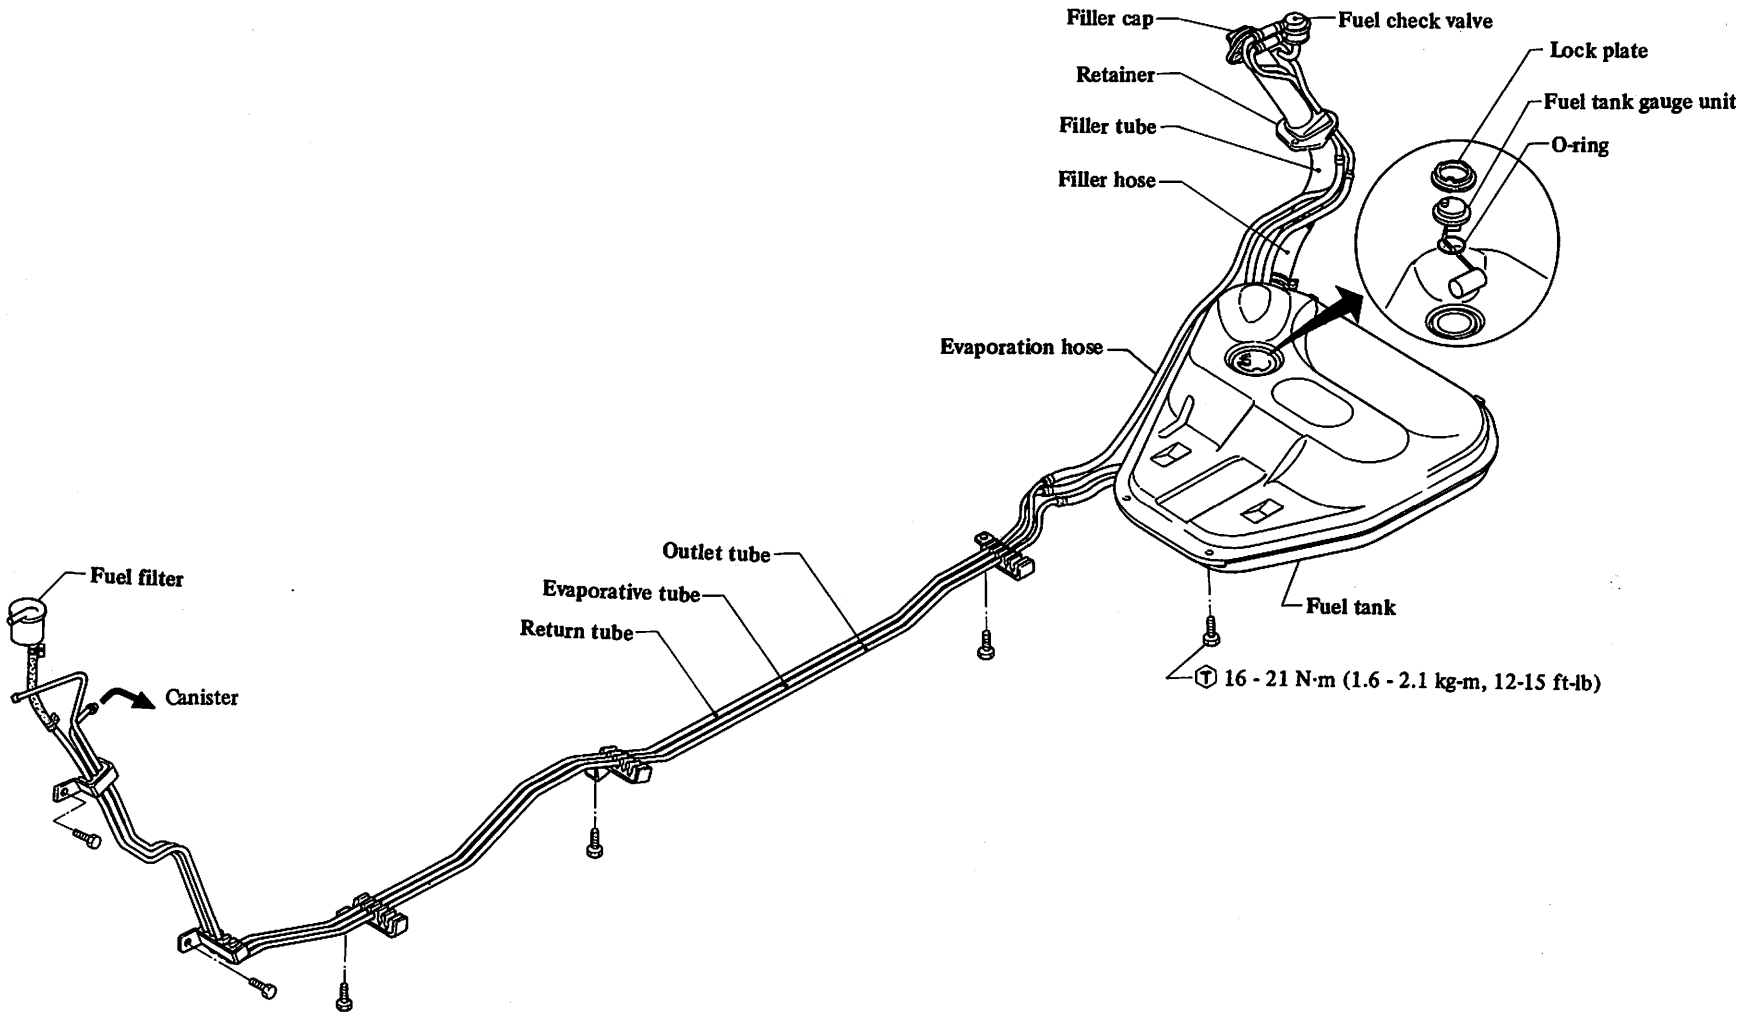 Filler cap
Fuel check valve
Lock plate
Retainer
Fuel tank gauge unit
Filler tube
O-ring
Filler hose
Evaporation hose
Outlet tube
Fuel filter
Evaporative tube
Fuel tank
Return tube
T 16 - 21 N·m (1.6 - 2.1 kg-m, 12-15 ft-lb)
Canister